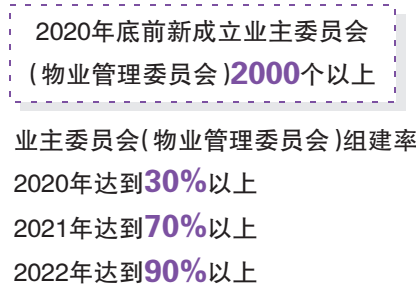 2020年底前新成立业主委员会
(物业管理委员会)2000个以上
业主委员会(物业管理委员会)组建率
2020年达到30%以上
2021年达到70%以上
2022年达到90%以上